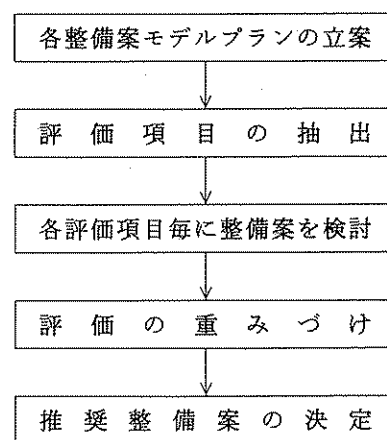 各整備案モデルプランの立案
評価項目の抽出
各評価項目毎に整備案を検討
評価の重みづけ
推奨整備案の決定